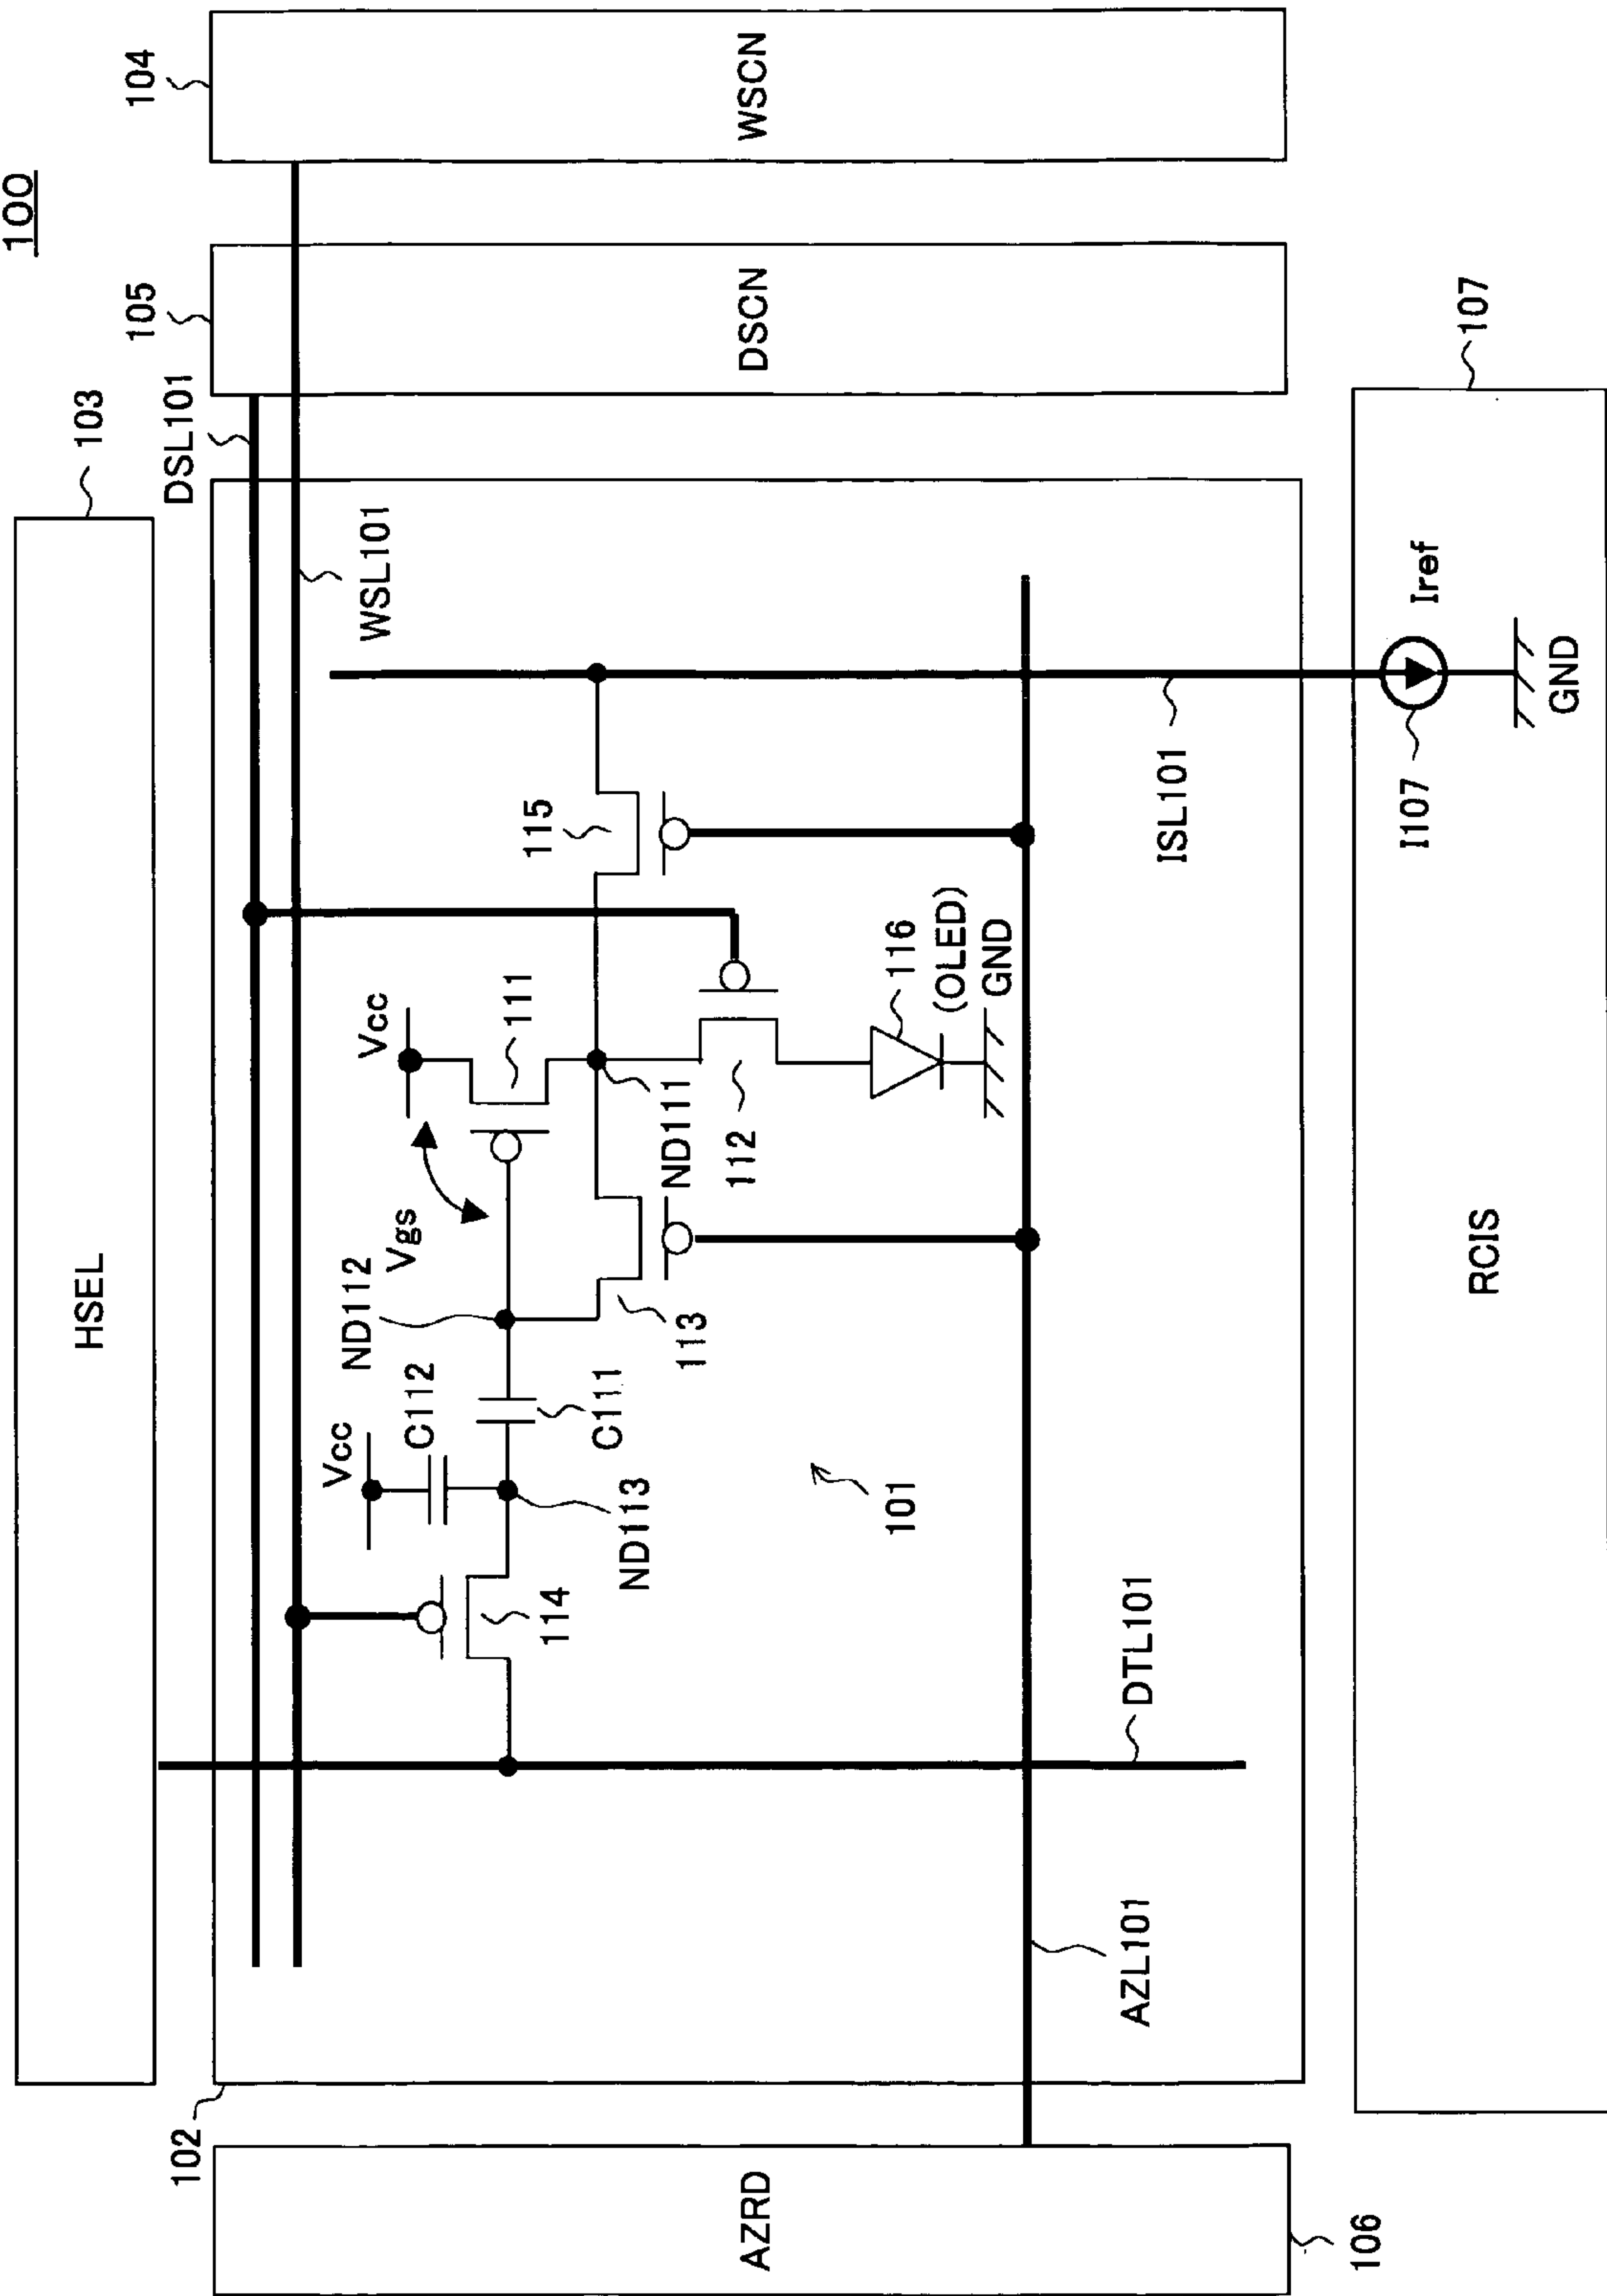 100
HSEL
103
102
DSL101
105
104
WSL101
AZRD
106
DSCN
WSCN
Vcc
Vcc
C112
ND112
Vgs
111
115
114
ND113
C111
113
ND111
112
116
(OLED)
GND
101
AZL101
DTL101
ISL101
I107
Iref
GND
RCIS
107